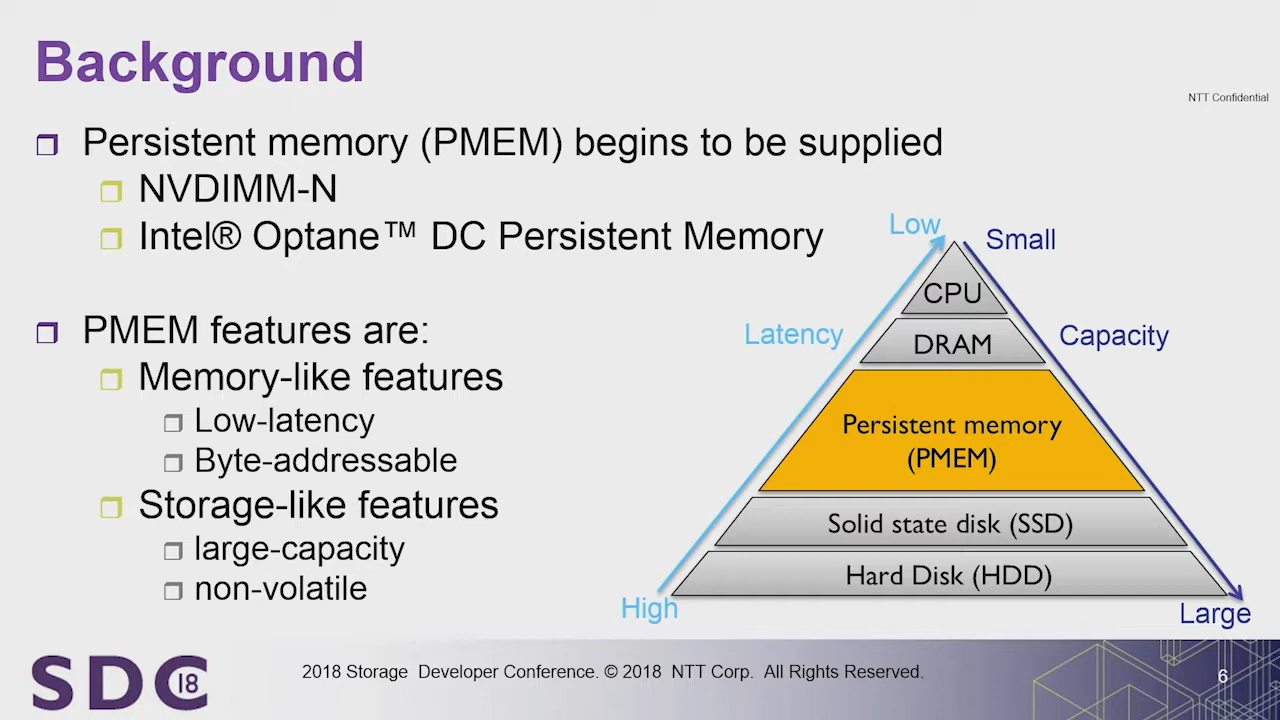 Background
NTT Confidential
Persistent memory (PMEM) begins to be supplied
NVDIMM-N
Intel® Optane™ DC Persistent Memory
PMEM features are:
Memory-like features
Low-latency
Byte-addressable
Storage-like features
large-capacity
non-volatile
Low
Small
CPU
Latency
DRAM
Capacity
Persistent memory
(PMEM)
Solid state disk (SSD)
Hard Disk (HDD)
High
Large
SDC 18
2018 Storage Developer Conference. © 2018 NTT Corp. All Rights Reserved.
6